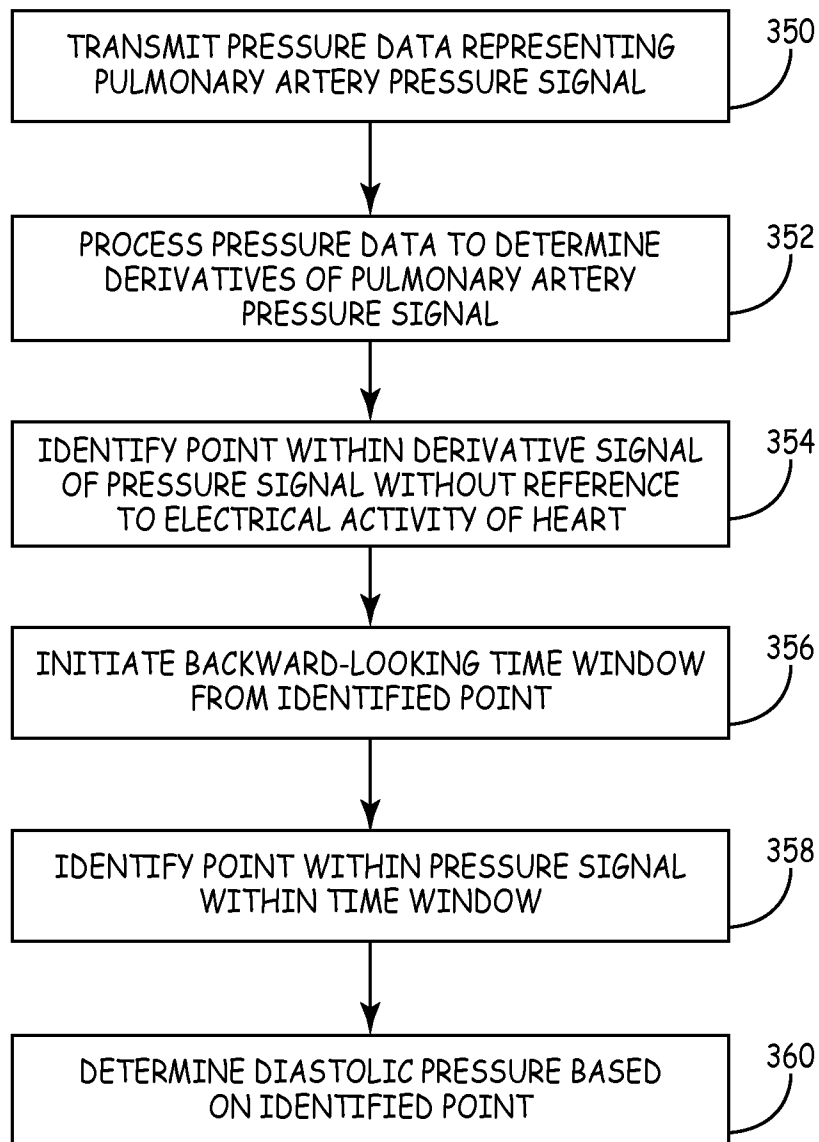 TRANSMIT PRESSURE DATA REPRESENTING
PULMONARY ARTERY PRESSURE SIGNAL
350
PROCESS PRESSURE DATA TO DETERMINE
DERIVATIVES OF PULMONARY ARTERY
PRESSURE SIGNAL
352
IDENTIFY POINT WITHIN DERIVATIVE SIGNAL
OF PRESSURE SIGNAL WITHOUT REFERENCE
TO ELECTRICAL ACTIVITY OF HEART
354
INITIATE BACKWARD-LOOKING TIME WINDOW
FROM IDENTIFIED POINT
356
IDENTIFY POINT WITHIN PRESSURE SIGNAL
WITHIN TIME WINDOW
358
DETERMINE DIASTOLIC PRESSURE BASED
ON IDENTIFIED POINT
360